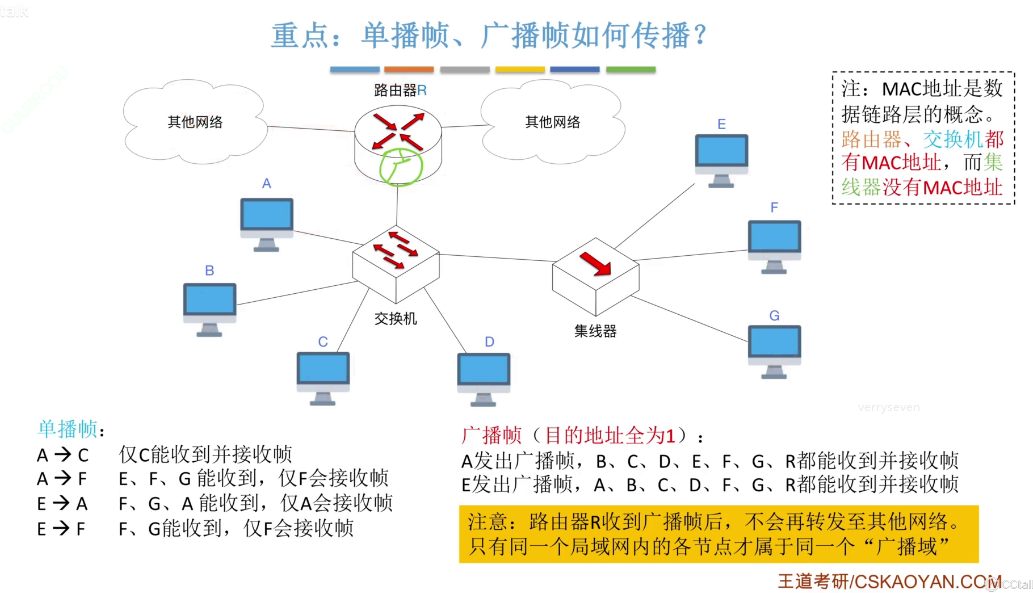 talk
重点：单播帧、广播帧如何传播？
路由器R
其他网络
其他网络
注：MAC地址是数
据链路层的概念。
路由器、交换机都
有MAC地址，而集
线器没有MAC地址
A
B
C
D
E
F
G
交换机
集线器
verryseven
单播帧：
A → C 仅C能收到并接收帧
A → F E、F、G 能收到，仅F会接收帧
E → A F、G、A 能收到，仅A会接收帧
E → F F、G能收到，仅F会接收帧
广播帧（目的地址全为1）：
A发出广播帧，B、C、D、E、F、G、R都能收到并接收帧
E发出广播帧，A、B、C、D、F、G、R都能收到并接收帧
注意：路由器R收到广播帧后，不会再转发至其他网络。
只有同一个局域网内的各节点才属于同一个“广播域”
王道考研/CSKAOYAN.COM
CCtalk